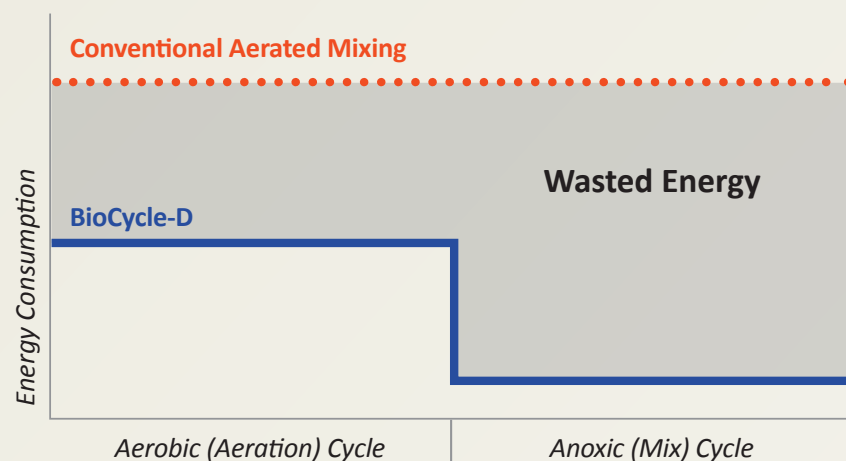 Conventional Aerated Mixing
Wasted Energy
BioCycle-D
Energy Consumption
Aerobic (Aeration) Cycle
Anoxic (Mix) Cycle